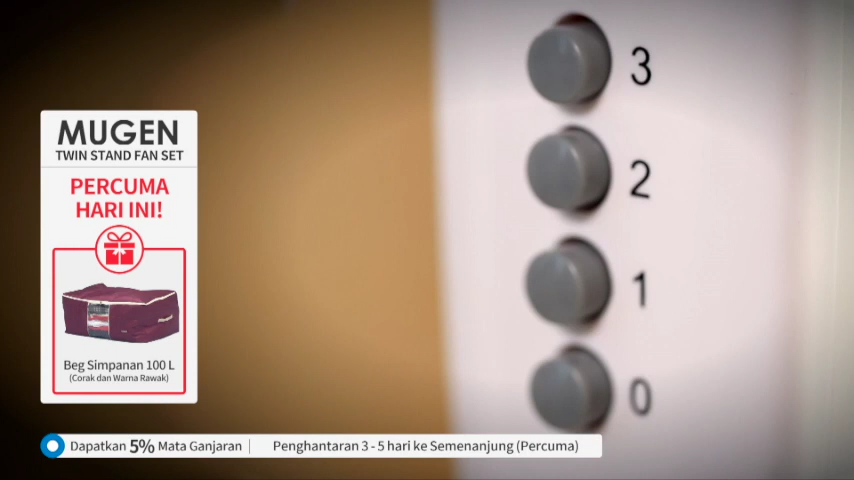 MUGEN
TWIN STAND FAN SET
PERCUMA
HARI INI!
Beg Simpanan 100 L
(Corak dan Warna Rawak)
3
2
1
0
Dapatkan 5% Mata Ganjaran | Penghantaran 3 - 5 hari ke Semenanjung (Percuma)